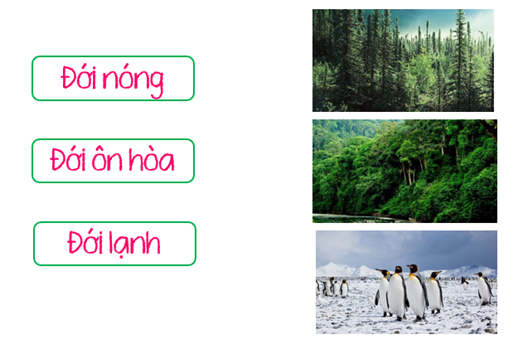 Đới nóng
Đới ôn hòa
Đới lạnh